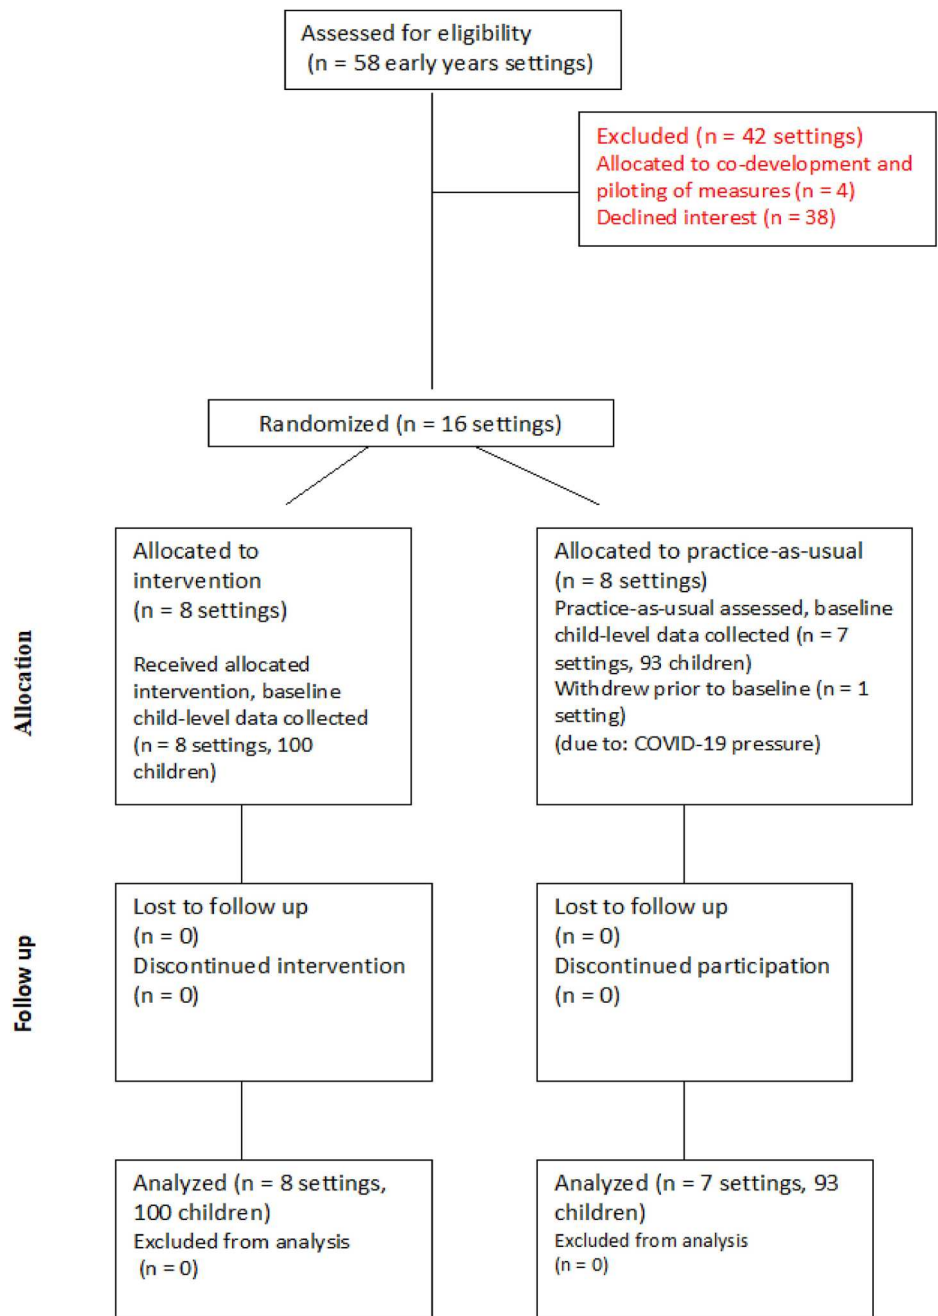 Assessed for eligibility
(n = 58 early years settings)
Excluded (n = 42 settings)
Allocated to co-development and
piloting of measures (n = 4)
Declined interest (n = 38)
Randomized (n = 16 settings)
Allocation
Allocated to
intervention
(n = 8 settings)
Received allocated
intervention, baseline
child-level data collected
(n = 8 settings, 100
children)
Allocated to practice-as-usual
(n = 8 settings)
Practice-as-usual assessed, baseline
child-level data collected (n = 7
settings, 93 children)
Withdrew prior to baseline (n = 1
setting)
(due to: COVID-19 pressure)
Follow up
Lost to follow up
(n = 0)
Discontinued intervention
(n = 0)
Lost to follow up
(n = 0)
Discontinued participation
(n = 0)
Analyzed (n = 8 settings,
100 children)
Excluded from analysis
(n = 0)
Analyzed (n = 7 settings, 93
children)
Excluded from analysis
(n = 0)